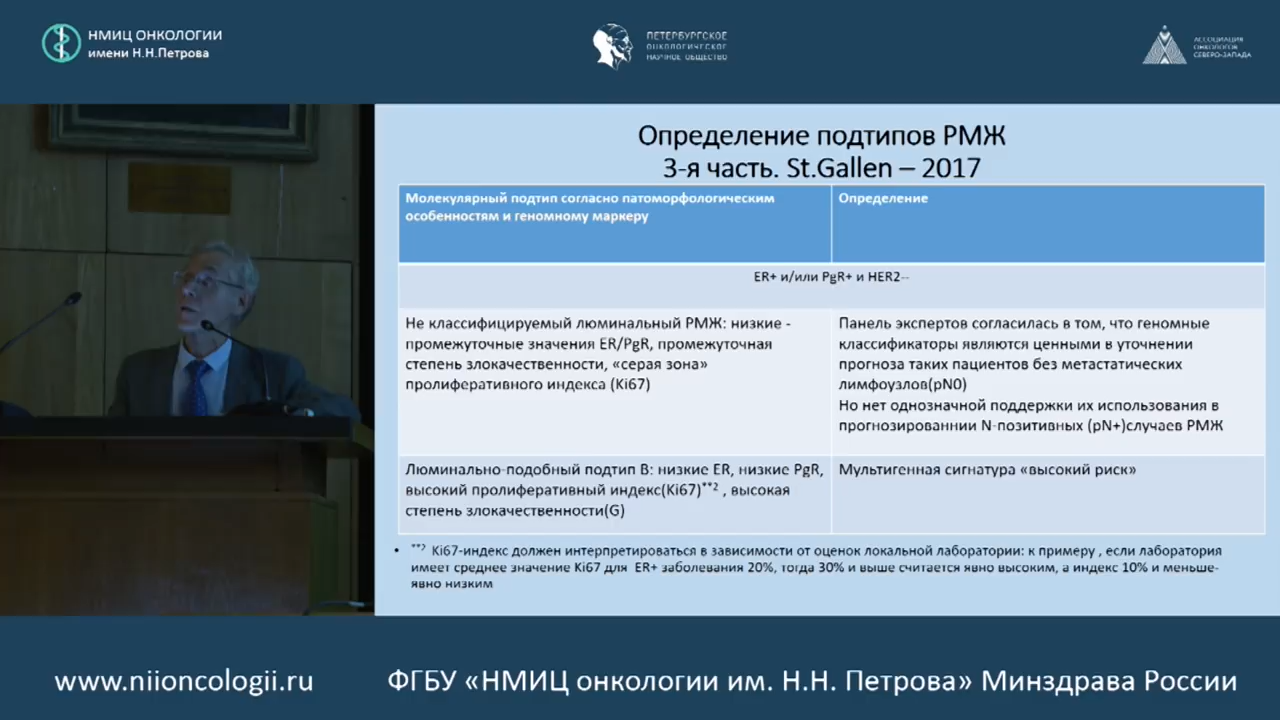 НМИЦ ОНКОЛОГИИ
имени Н.Н.Петрова
ПЕТЕРБУРГСКОЕ
ОНКОЛОГИЧЕСКОЕ
НАУЧНОЕ ОБЩЕСТВО
АССОЦИАЦИЯ
ОНКОЛОГОВ
СЕВЕРО-ЗАПАДА
Определение подтипов РМЖ
3-я часть. St.Gallen – 2017
Молекулярный подтип согласно патоморфологическим
особенностям и геномному маркеру
Определение
ER+ и/или PgR+ и HER2--
Не классифицируемый люминальный РМЖ: низкие -
промежуточные значения ER/PgR, промежуточная
степень злокачественности, «серая зона»
пролиферативного индекса (Ki67)
Панель экспертов согласилась в том, что геномные
классификаторы являются ценными в уточнении
прогноза таких пациентов без метастатических
лимфоузлов(pN0)
Но нет однозначной поддержки их использования в
прогнозированнии N-позитивных (pN+)случаев РМЖ
Люминально-подобный подтип В: низкие ER, низкие PgR,
высокий пролиферативный индекс(Ki67)**2 , высокая
степень злокачественности(G)
Мультигенная сигнатура «высокий риск»
• **2 Ki67-индекс должен интерпретироваться в зависимости от оценок локальной лаборатории: к примеру , если лаборатория
имеет среднее значение Ki67 для ER+ заболевания 20%, тогда 30% и выше считается явно высоким, а индекс 10% и меньше-
явно низким
www.niioncologii.ru
ФГБУ «НМИЦ онкологии им. Н.Н. Петрова» Минздрава России